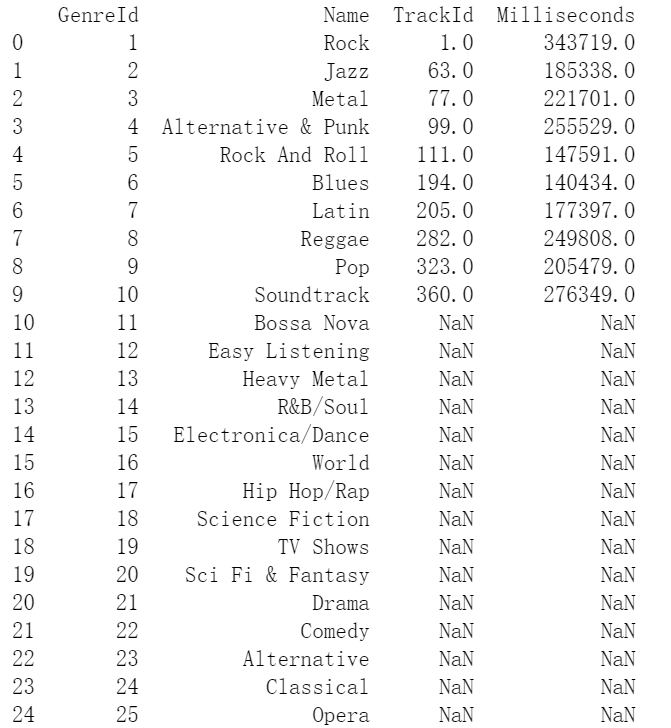 GenreId Name TrackId Milliseconds
0 1 Rock 1.0 343719.0
1 2 Jazz 63.0 185338.0
2 3 Metal 77.0 221701.0
3 4 Alternative & Punk 99.0 255529.0
4 5 Rock And Roll 111.0 147591.0
5 6 Blues 194.0 140434.0
6 7 Latin 205.0 177397.0
7 8 Reggae 282.0 249808.0
8 9 Pop 323.0 205479.0
9 10 Soundtrack 360.0 276349.0
10 11 Bossa Nova NaN NaN
11 12 Easy Listening NaN NaN
12 13 Heavy Metal NaN NaN
13 14 R&B/Soul NaN NaN
14 15 Electronica/Dance NaN NaN
15 16 World NaN NaN
16 17 Hip Hop/Rap NaN NaN
17 18 Science Fiction NaN NaN
18 19 TV Shows NaN NaN
19 20 Sci Fi & Fantasy NaN NaN
20 21 Drama NaN NaN
21 22 Comedy NaN NaN
22 23 Alternative NaN NaN
23 24 Classical NaN NaN
24 25 Opera NaN NaN